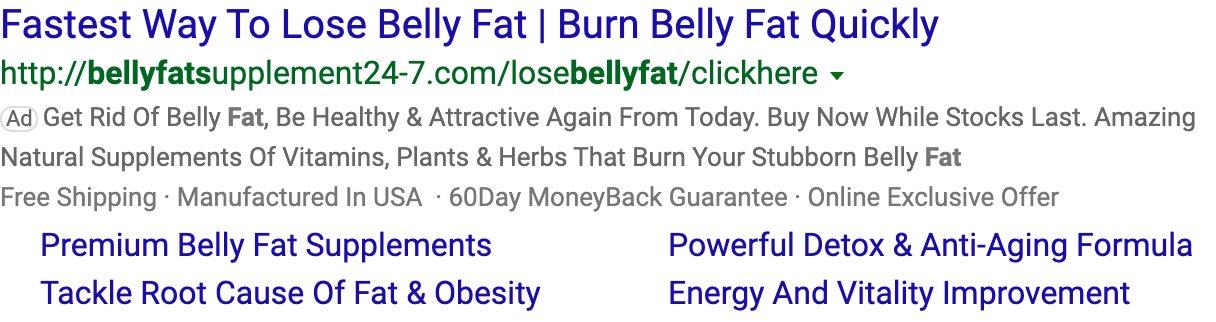 Fastest Way To Lose Belly Fat | Burn Belly Fat Quickly
http://bellyfatsupplement24-7.com/losebellyfat/clickhere
Ad Get Rid Of Belly Fat, Be Healthy & Attractive Again From Today. Buy Now While Stocks Last. Amazing
Natural Supplements Of Vitamins, Plants & Herbs That Burn Your Stubborn Belly Fat
Free Shipping · Manufactured In USA · 60Day MoneyBack Guarantee · Online Exclusive Offer
Premium Belly Fat Supplements Powerful Detox & Anti-Aging Formula
Tackle Root Cause Of Fat & Obesity Energy And Vitality Improvement